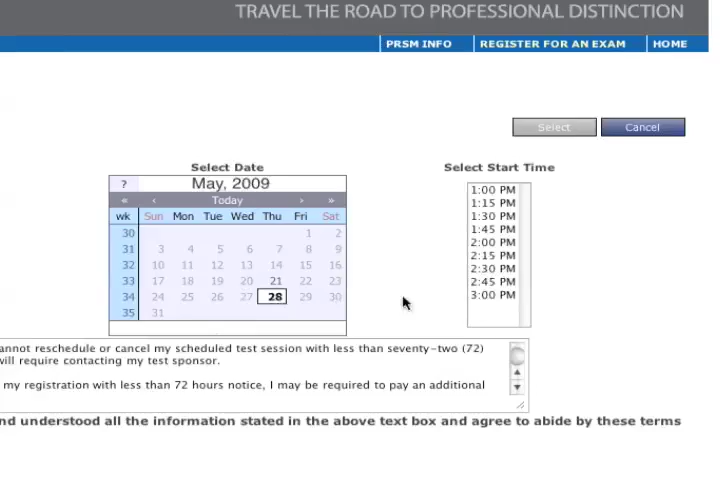 TRAVEL THE ROAD TO PROFESSIONAL DISTINCTION
PRSM INFO REGISTER FOR AN EXAM HOME
Select Cancel
Select Date Select Start Time
? May, 2009
« ‹ Today › »
wk Sun Mon Tue Wed Thu Fri Sat
30 1 2
31 3 4 5 6 7 8 9
32 10 11 12 13 14 15 16
33 17 18 19 20 21 22 23
34 24 25 26 27 28 29 30
35 31
1:00 PM
1:15 PM
1:30 PM
1:45 PM
2:00 PM
2:15 PM
2:30 PM
2:45 PM
3:00 PM
annot reschedule or cancel my scheduled test session with less than seventy-two (72)
will require contacting my test sponsor.
my registration with less than 72 hours notice, I may be required to pay an additional
nd understood all the information stated in the above text box and agree to abide by these terms